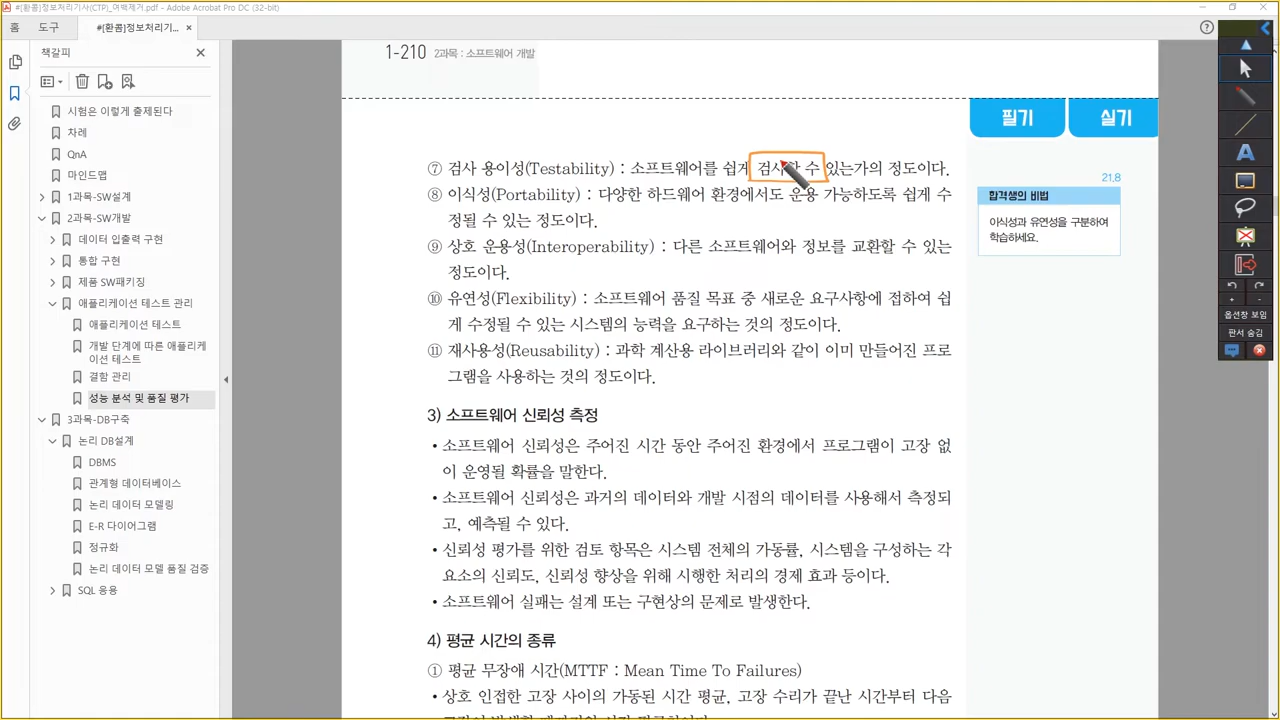 #[환콤]정보처리기사(CTP)_여백제거.pdf - Adobe Acrobat Pro DC (32-bit)
홈
도구
#[환콤]정보처리기...
책갈피
시험은 이렇게 출제된다
차례
QnA
마인드맵
1과목-SW설계
2과목-SW개발
데이터 입출력 구현
통합 구현
제품 SW패키징
애플리케이션 테스트 관리
애플리케이션 테스트
개발 단계에 따른 애플리케
이션 테스트
결함 관리
성능 분석 및 품질 평가
3과목-DB구축
논리 DB설계
DBMS
관계형 데이터베이스
논리 데이터 모델링
E-R 다이어그램
정규화
논리 데이터 모델 품질 검증
SQL 응용
1-210 2과목 : 소프트웨어 개발
필기
실기
⑦ 검사 용이성(Testability) : 소프트웨어를 쉽게 검사할 수 있는가의 정도이다.
⑧ 이식성(Portability) : 다양한 하드웨어 환경에서도 운용 가능하도록 쉽게 수
정될 수 있는 정도이다.
⑨ 상호 운용성(Interoperability) : 다른 소프트웨어와 정보를 교환할 수 있는
정도이다.
⑩ 유연성(Flexibility) : 소프트웨어 품질 목표 중 새로운 요구사항에 접하여 쉽
게 수정될 수 있는 시스템의 능력을 요구하는 것의 정도이다.
⑪ 재사용성(Reusability) : 과학 계산용 라이브러리와 같이 이미 만들어진 프로
그램을 사용하는 것의 정도이다.
3) 소프트웨어 신뢰성 측정
• 소프트웨어 신뢰성은 주어진 시간 동안 주어진 환경에서 프로그램이 고장 없
이 운영될 확률을 말한다.
• 소프트웨어 신뢰성은 과거의 데이터와 개발 시점의 데이터를 사용해서 측정되
고, 예측될 수 있다.
• 신뢰성 평가를 위한 검토 항목은 시스템 전체의 가동률, 시스템을 구성하는 각
요소의 신뢰도, 신뢰성 향상을 위해 시행한 처리의 경제 효과 등이다.
• 소프트웨어 실패는 설계 또는 구현상의 문제로 발생한다.
4) 평균 시간의 종류
① 평균 무장애 시간(MTTF : Mean Time To Failures)
• 상호 인접한 고장 사이의 가동된 시간 평균, 고장 수리가 끝난 시간부터 다음
21.8
합격생의 비법
이식성과 유연성을 구분하여
학습하세요.
옵션창 보임
판서 숨김